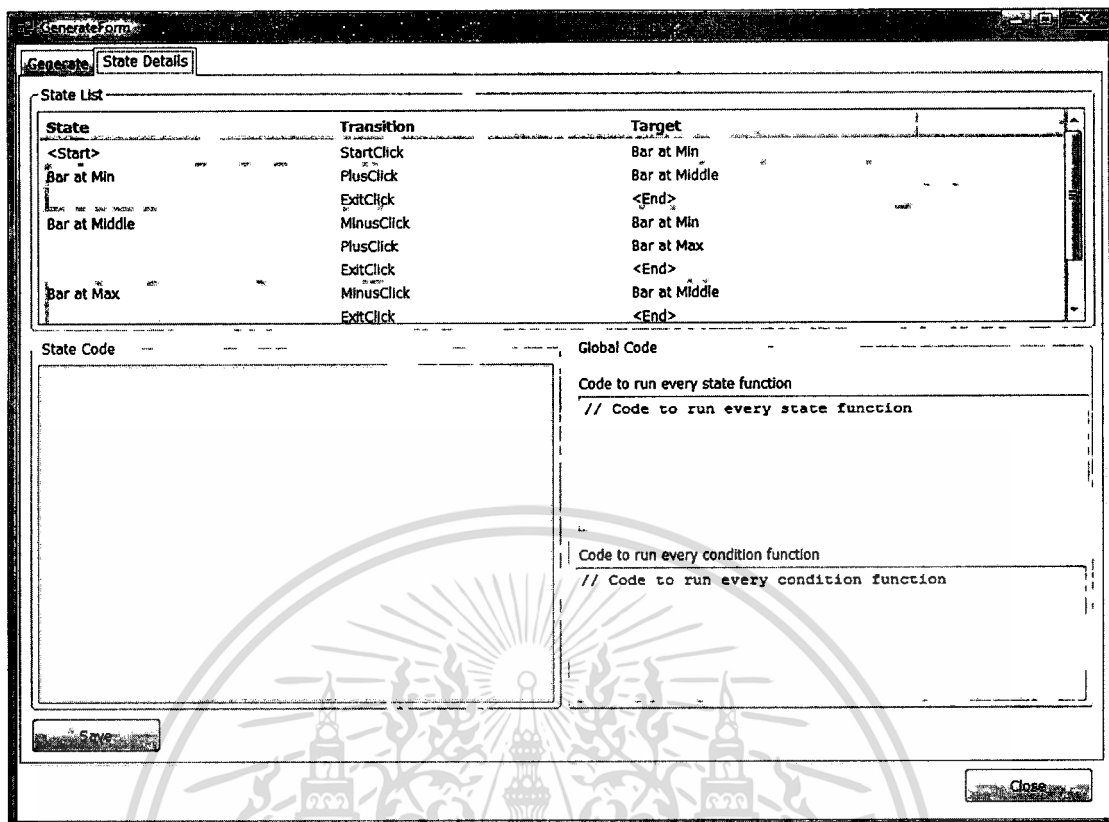 GenerateForm
Generate State Details
State List
State Transition Target
<Start> StartClick Bar at Min
Bar at Min PlusClick Bar at Middle
ExitClick <End>
Bar at Middle MinusClick Bar at Min
PlusClick Bar at Max
ExitClick <End>
Bar at Max MinusClick Bar at Middle
ExitClick <End>
State Code
Global Code
Code to run every state function
// Code to run every state function
Code to run every condition function
// Code to run every condition function
Save
Close